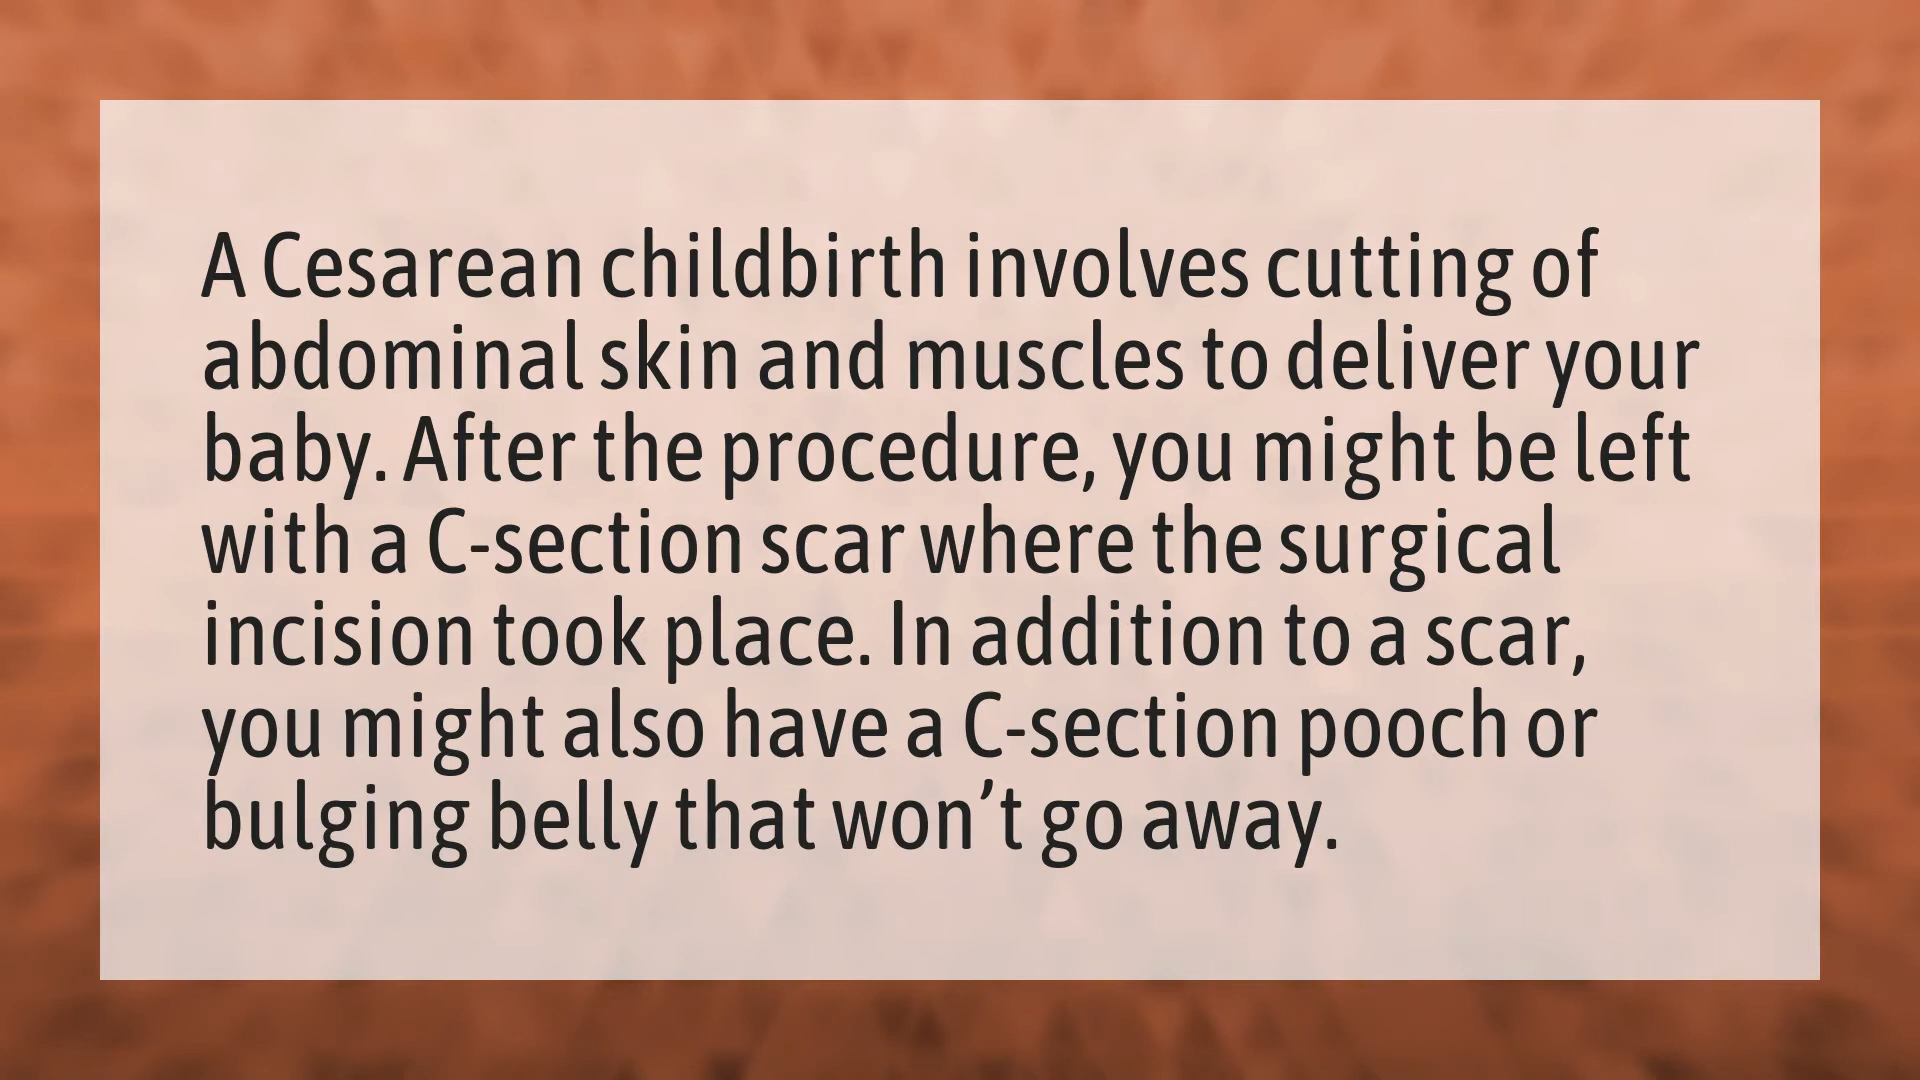 A Cesarean childbirth involves cutting of
abdominal skin and muscles to deliver your
baby. After the procedure, you might be left
with a C-section scar where the surgical
incision took place. In addition to a scar,
you might also have a C-section pooch or
bulging belly that won’t go away.